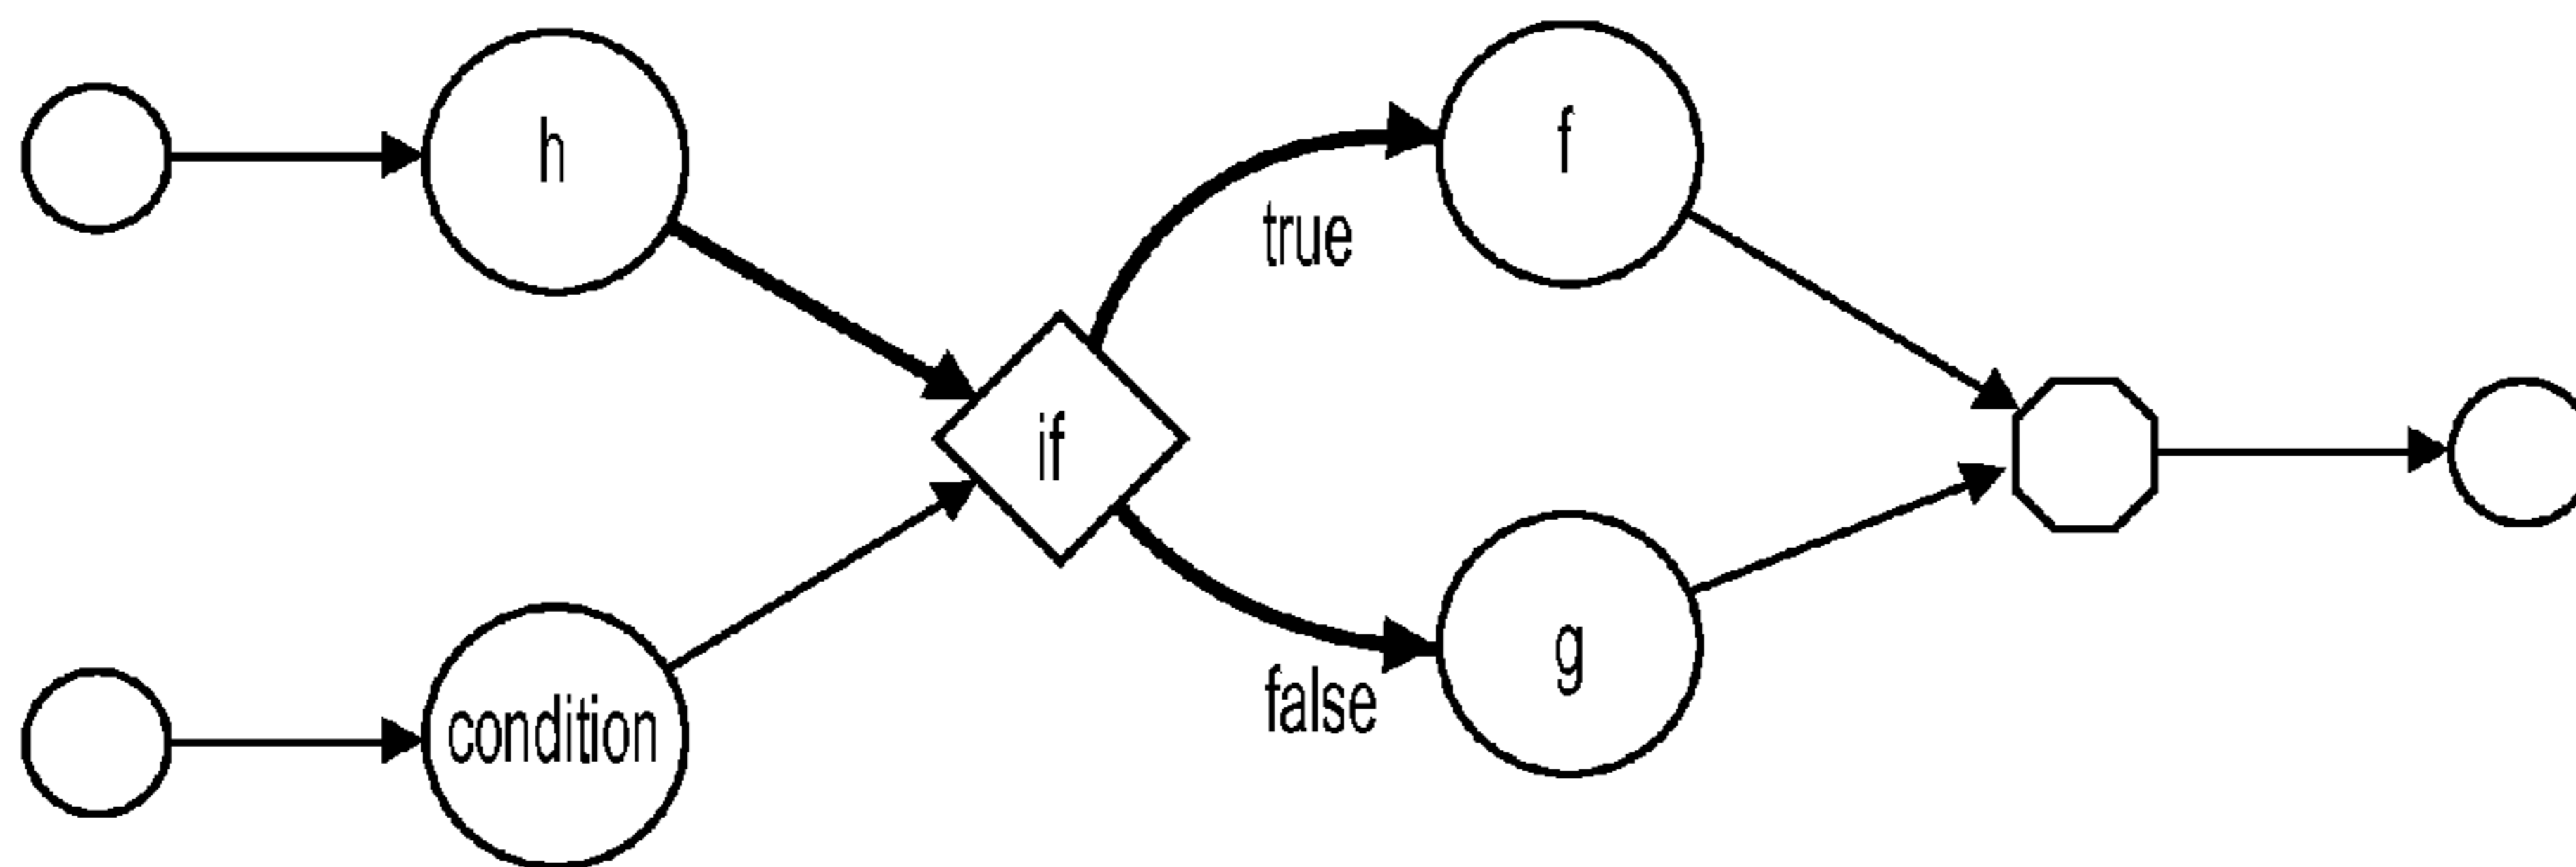 h
f
true
if
g
false
condition